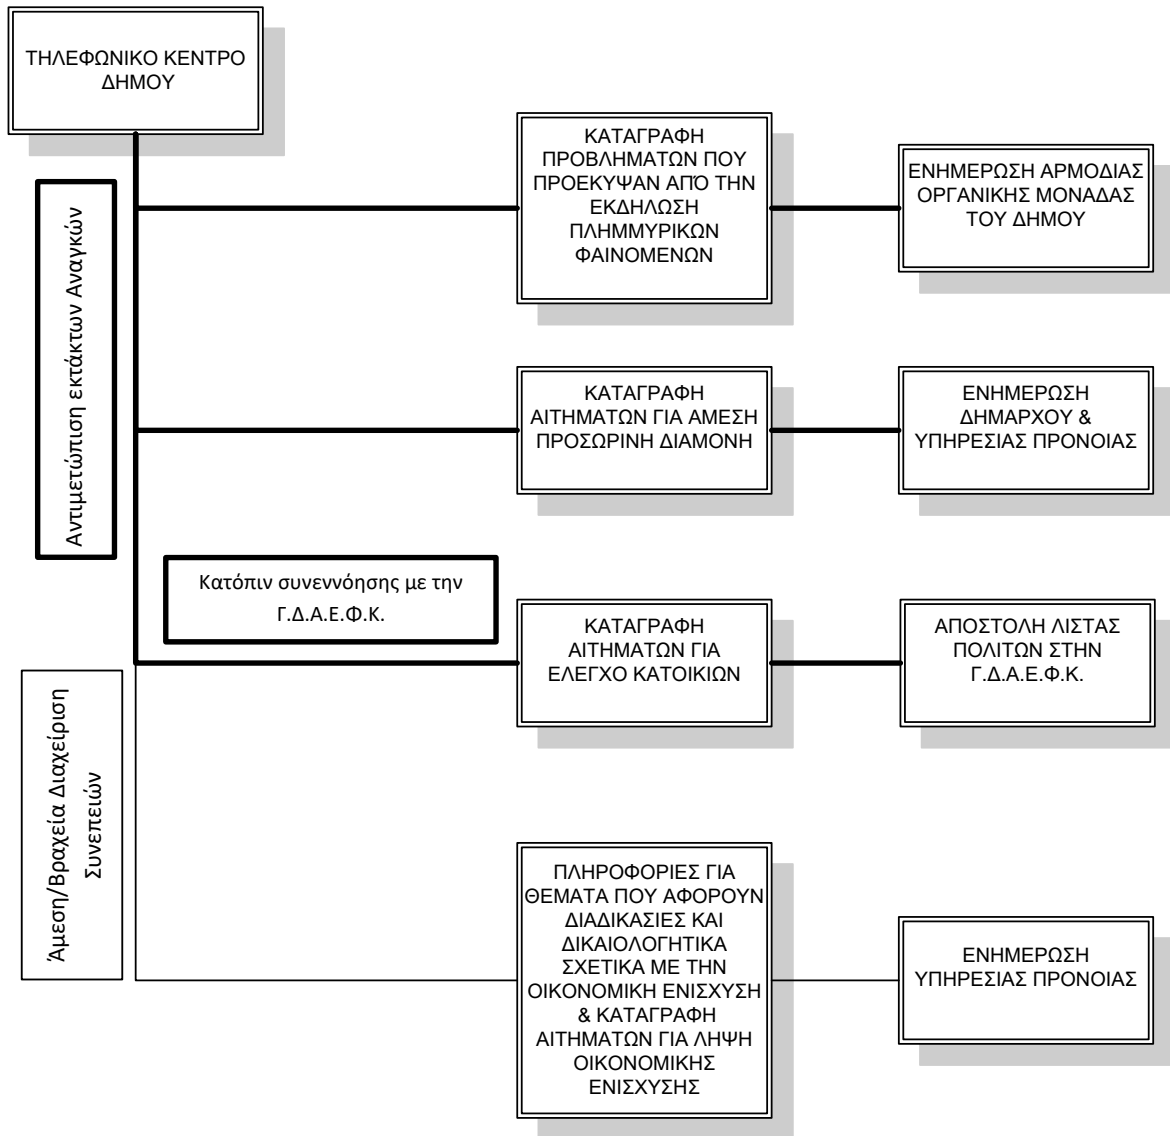 ΤΗΛΕΦΩΝΙΚΟ ΚΕΝΤΡΟ
ΔΗΜΟΥ
ΚΑΤΑΓΡΑΦΗ
ΠΡΟΒΛΗΜΑΤΩΝ ΠΟΥ
ΠΡΟΕΚΥΨΑΝ ΑΠΌ ΤΗΝ
ΕΚΔΗΛΩΣΗ
ΠΛΗΜΜΥΡΙΚΩΝ
ΦΑΙΝΟΜΕΝΩΝ
ΕΝΗΜΕΡΩΣΗ ΑΡΜΟΔΙΑΣ
ΟΡΓΑΝΙΚΗΣ ΜΟΝΑΔΑΣ
ΤΟΥ ΔΗΜΟΥ
Αντιμετώπιση εκτάκτων Αναγκών
ΚΑΤΑΓΡΑΦΗ
ΑΙΤΗΜΑΤΩΝ ΓΙΑ ΑΜΕΣΗ
ΠΡΟΣΩΡΙΝΗ ΔΙΑΜΟΝΗ
ΕΝΗΜΕΡΩΣΗ
ΔΗΜΑΡΧΟΥ &
ΥΠΗΡΕΣΙΑΣ ΠΡΟΝΟΙΑΣ
Κατόπιν συνεννόησης με την
Γ.Δ.Α.Ε.Φ.Κ.
ΚΑΤΑΓΡΑΦΗ
ΑΙΤΗΜΑΤΩΝ ΓΙΑ
ΕΛΕΓΧΟ ΚΑΤΟΙΚΙΩΝ
ΑΠΟΣΤΟΛΗ ΛΙΣΤΑΣ
ΠΟΛΙΤΩΝ ΣΤΗΝ
Γ.Δ.Α.Ε.Φ.Κ.
Άμεση/Βραχεία Διαχείριση
Συνεπειών
ΠΛΗΡΟΦΟΡΙΕΣ ΓΙΑ
ΘΕΜΑΤΑ ΠΟΥ ΑΦΟΡΟΥΝ
ΔΙΑΔΙΚΑΣΙΕΣ ΚΑΙ
ΔΙΚΑΙΟΛΟΓΗΤΙΚΑ
ΣΧΕΤΙΚΑ ΜΕ ΤΗΝ
ΟΙΚΟΝΟΜΙΚΗ ΕΝΙΣΧΥΣΗ
& ΚΑΤΑΓΡΑΦΗ
ΑΙΤΗΜΑΤΩΝ ΓΙΑ ΛΗΨΗ
ΟΙΚΟΝΟΜΙΚΗΣ
ΕΝΙΣΧΥΣΗΣ
ΕΝΗΜΕΡΩΣΗ
ΥΠΗΡΕΣΙΑΣ ΠΡΟΝΟΙΑΣ